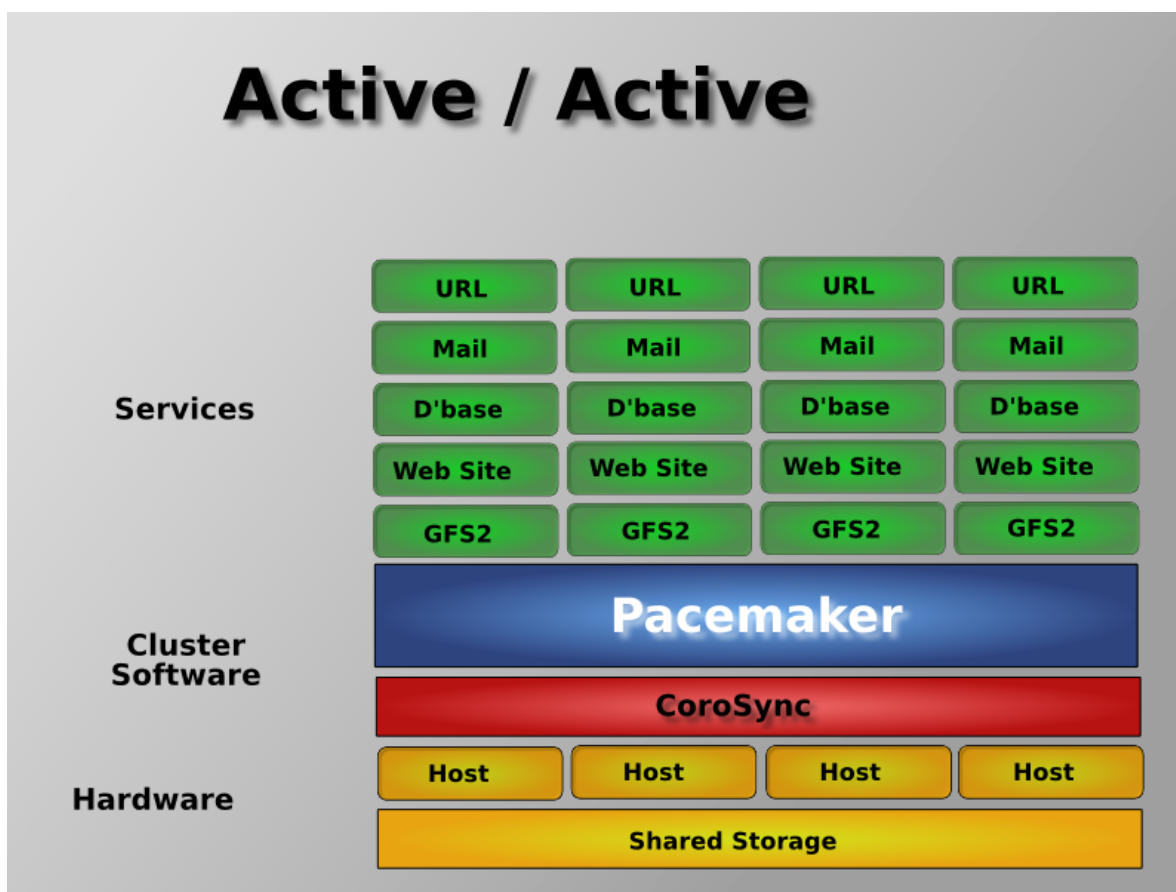 Active / Active
URL URL URL URL
Mail Mail Mail Mail
Services
D'base D'base D'base D'base
Web Site Web Site Web Site Web Site
GFS2 GFS2 GFS2 GFS2
Cluster
Software
Pacemaker
CoroSync
Hardware
Host Host Host Host
Shared Storage